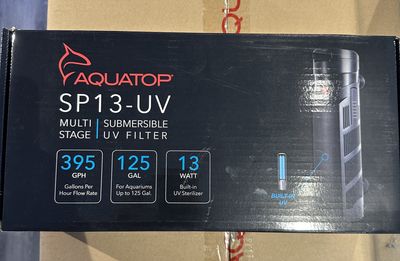 AQUATOP
SP13-UV
MULTI STAGE | SUBMERSIBLE UV FILTER
395 GPH
Gallons Per Hour Flow Rate
125 GAL
For Aquariums Up to 125 Gal.
13 WATT
Built-in UV Sterilizer
BUILT-IN UV